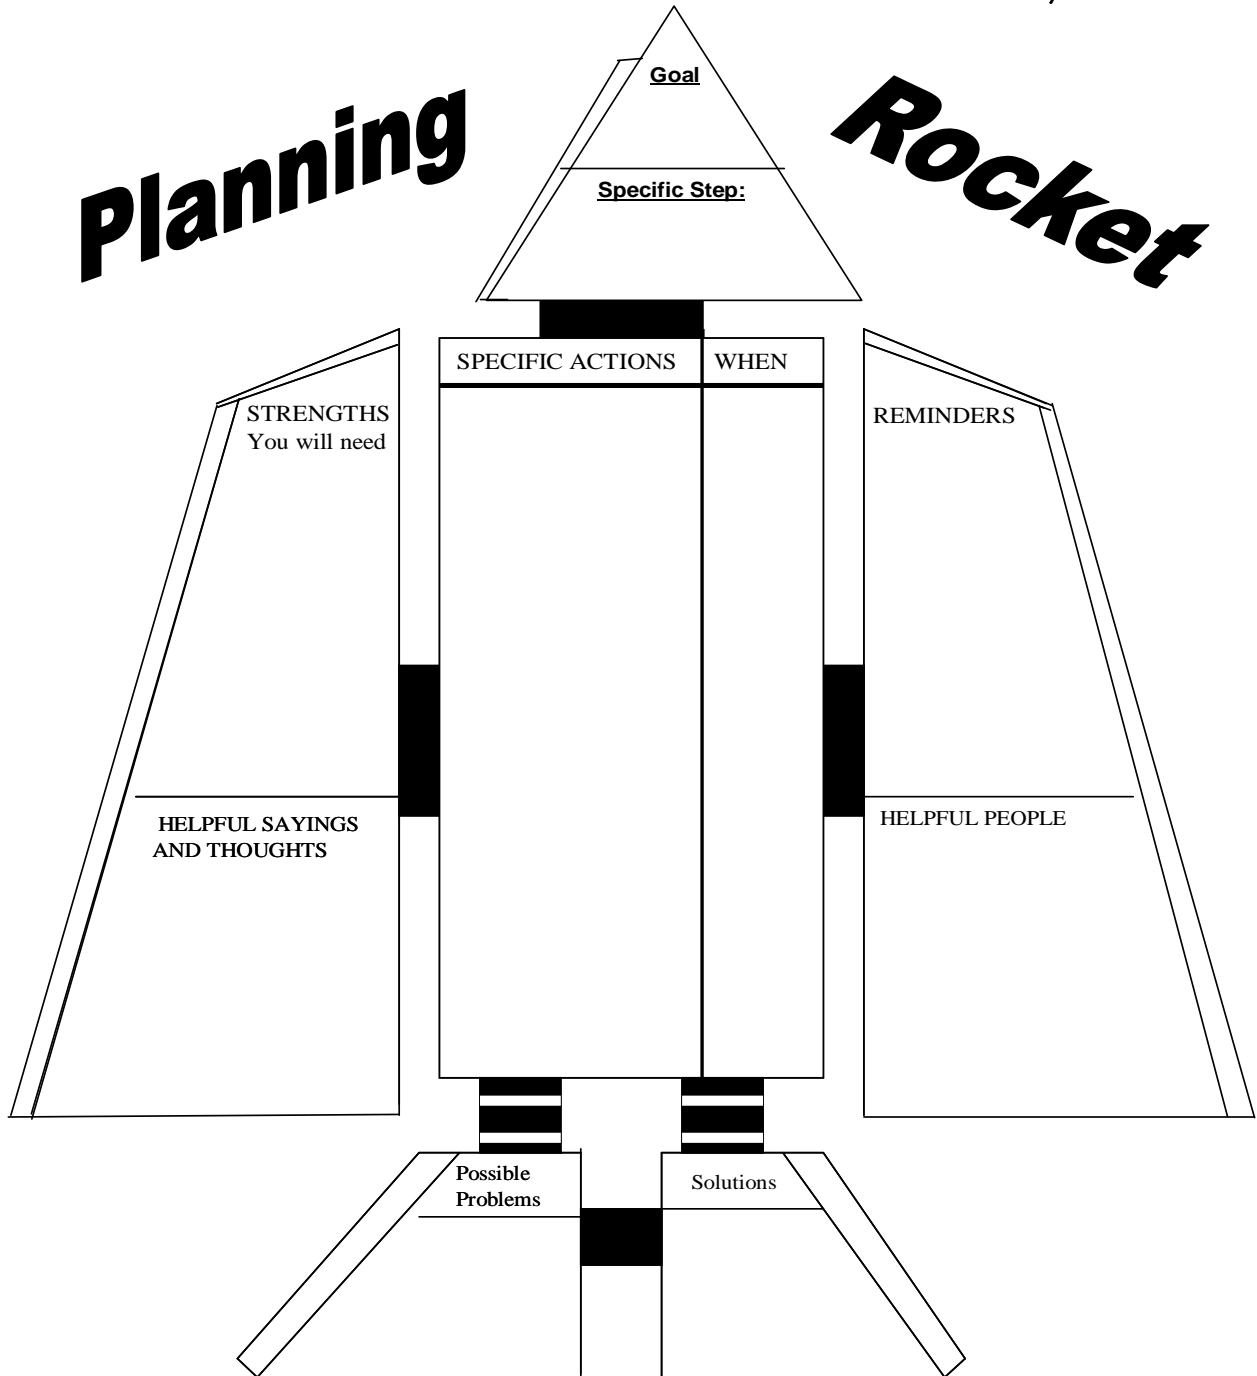 Planning
Rocket
Goal
Specific Step:
SPECIFIC ACTIONS
WHEN
STRENGTHS
You will need
REMINDERS
HELPFUL SAYINGS
AND THOUGHTS
HELPFUL PEOPLE
Possible
Problems
Solutions